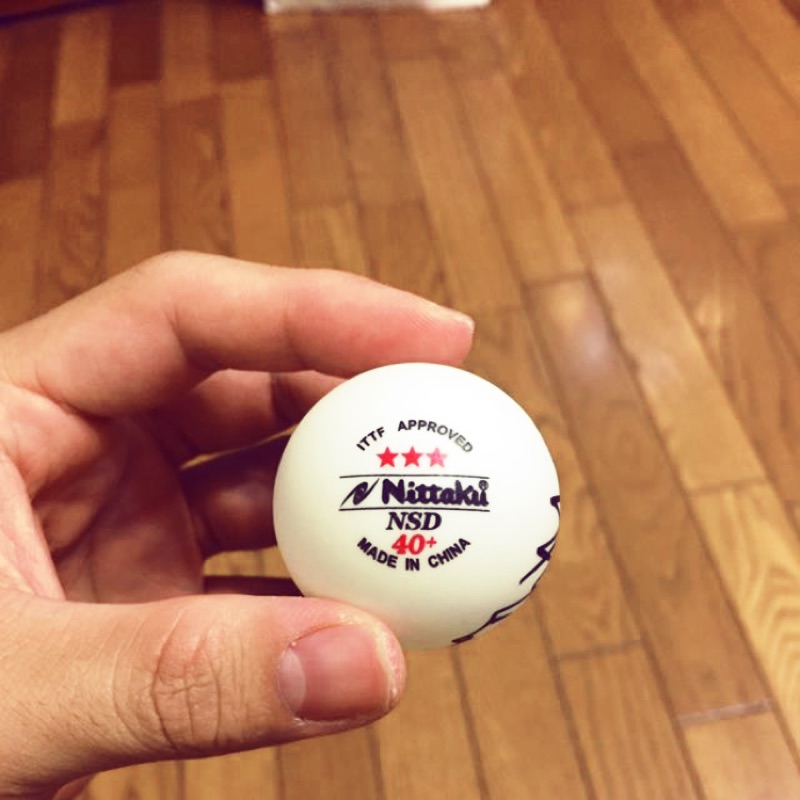 ITTF APPROVED
★★★
Nittaku®
NSD
40+
MADE IN CHINA